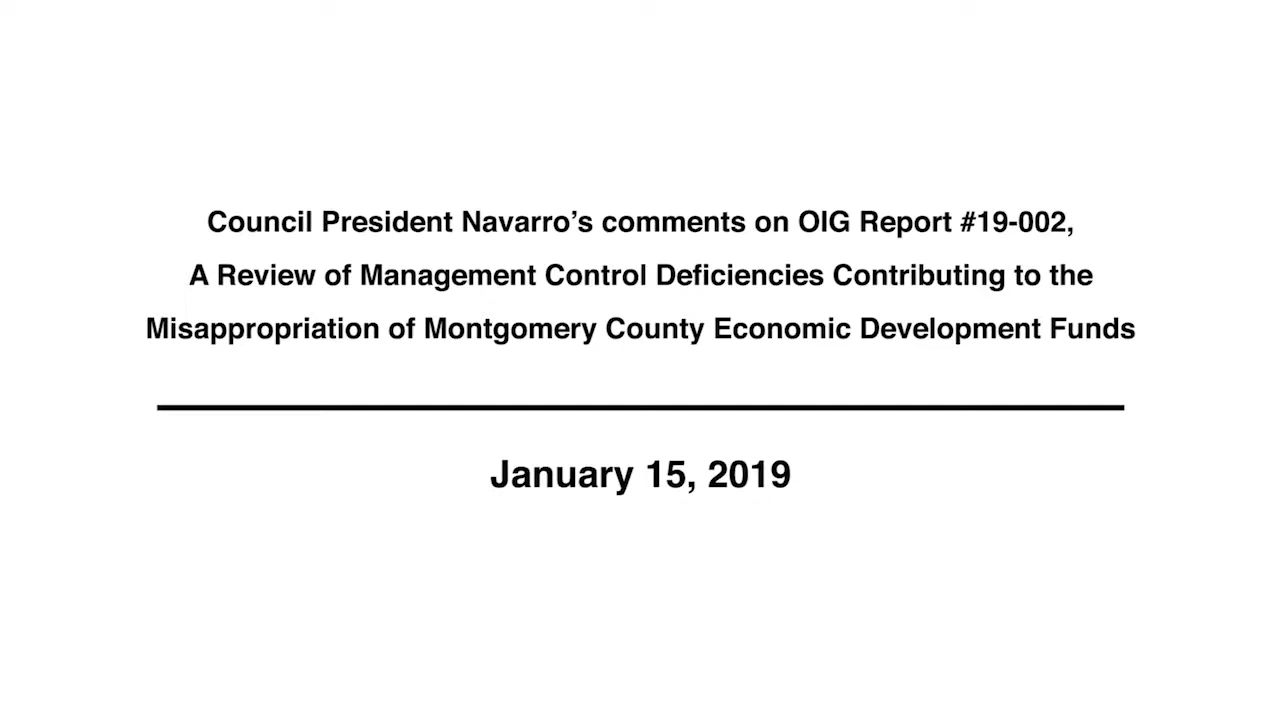 Council President Navarro’s comments on OIG Report #19-002,
A Review of Management Control Deficiencies Contributing to the
Misappropriation of Montgomery County Economic Development Funds
January 15, 2019